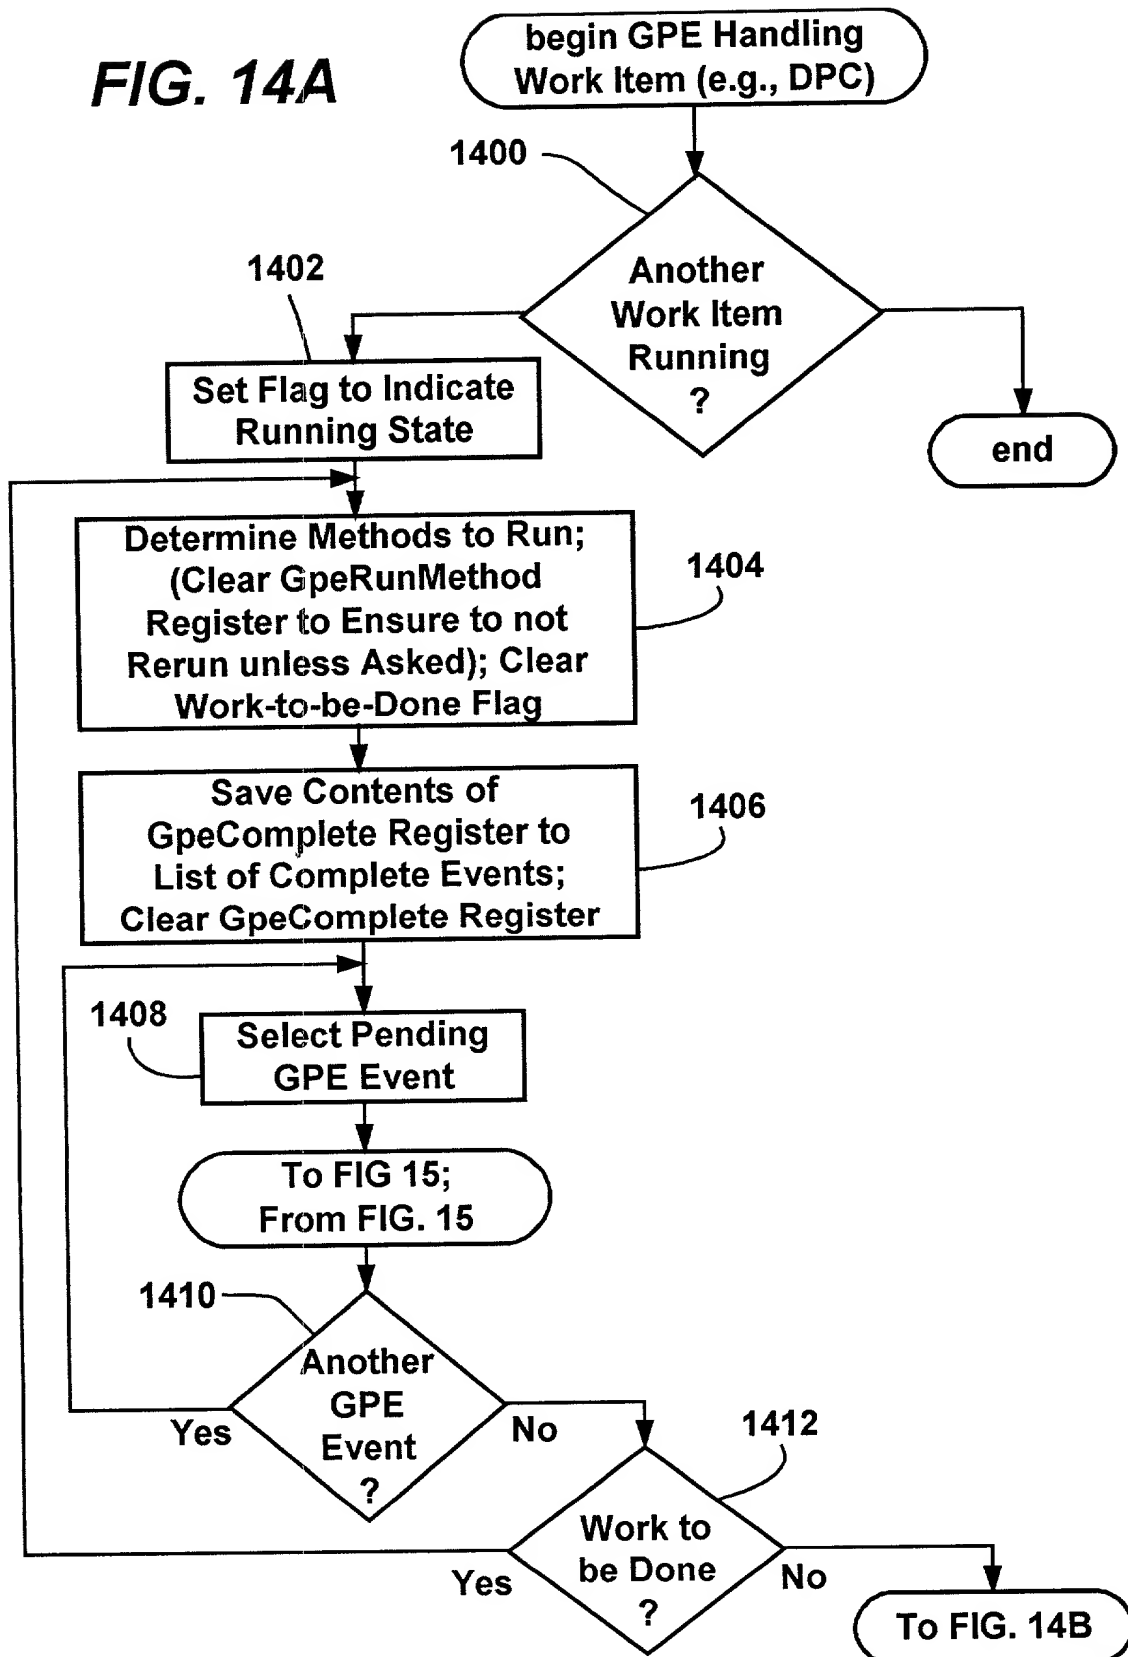 FIG. 14A
begin GPE Handling
Work Item (e.g., DPC)
1400
Another
Work Item
Running
?
1402
Set Flag to Indicate
Running State
end
Determine Methods to Run;
(Clear GpeRunMethod
Register to Ensure to not
Rerun unless Asked); Clear
Work-to-be-Done Flag
1404
Save Contents of
GpeComplete Register to
List of Complete Events;
Clear GpeComplete Register
1406
1408
Select Pending
GPE Event
To FIG 15;
From FIG. 15
1410
Another
GPE
Event
?
Yes
No
1412
Work to
be Done
?
Yes
No
To FIG. 14B